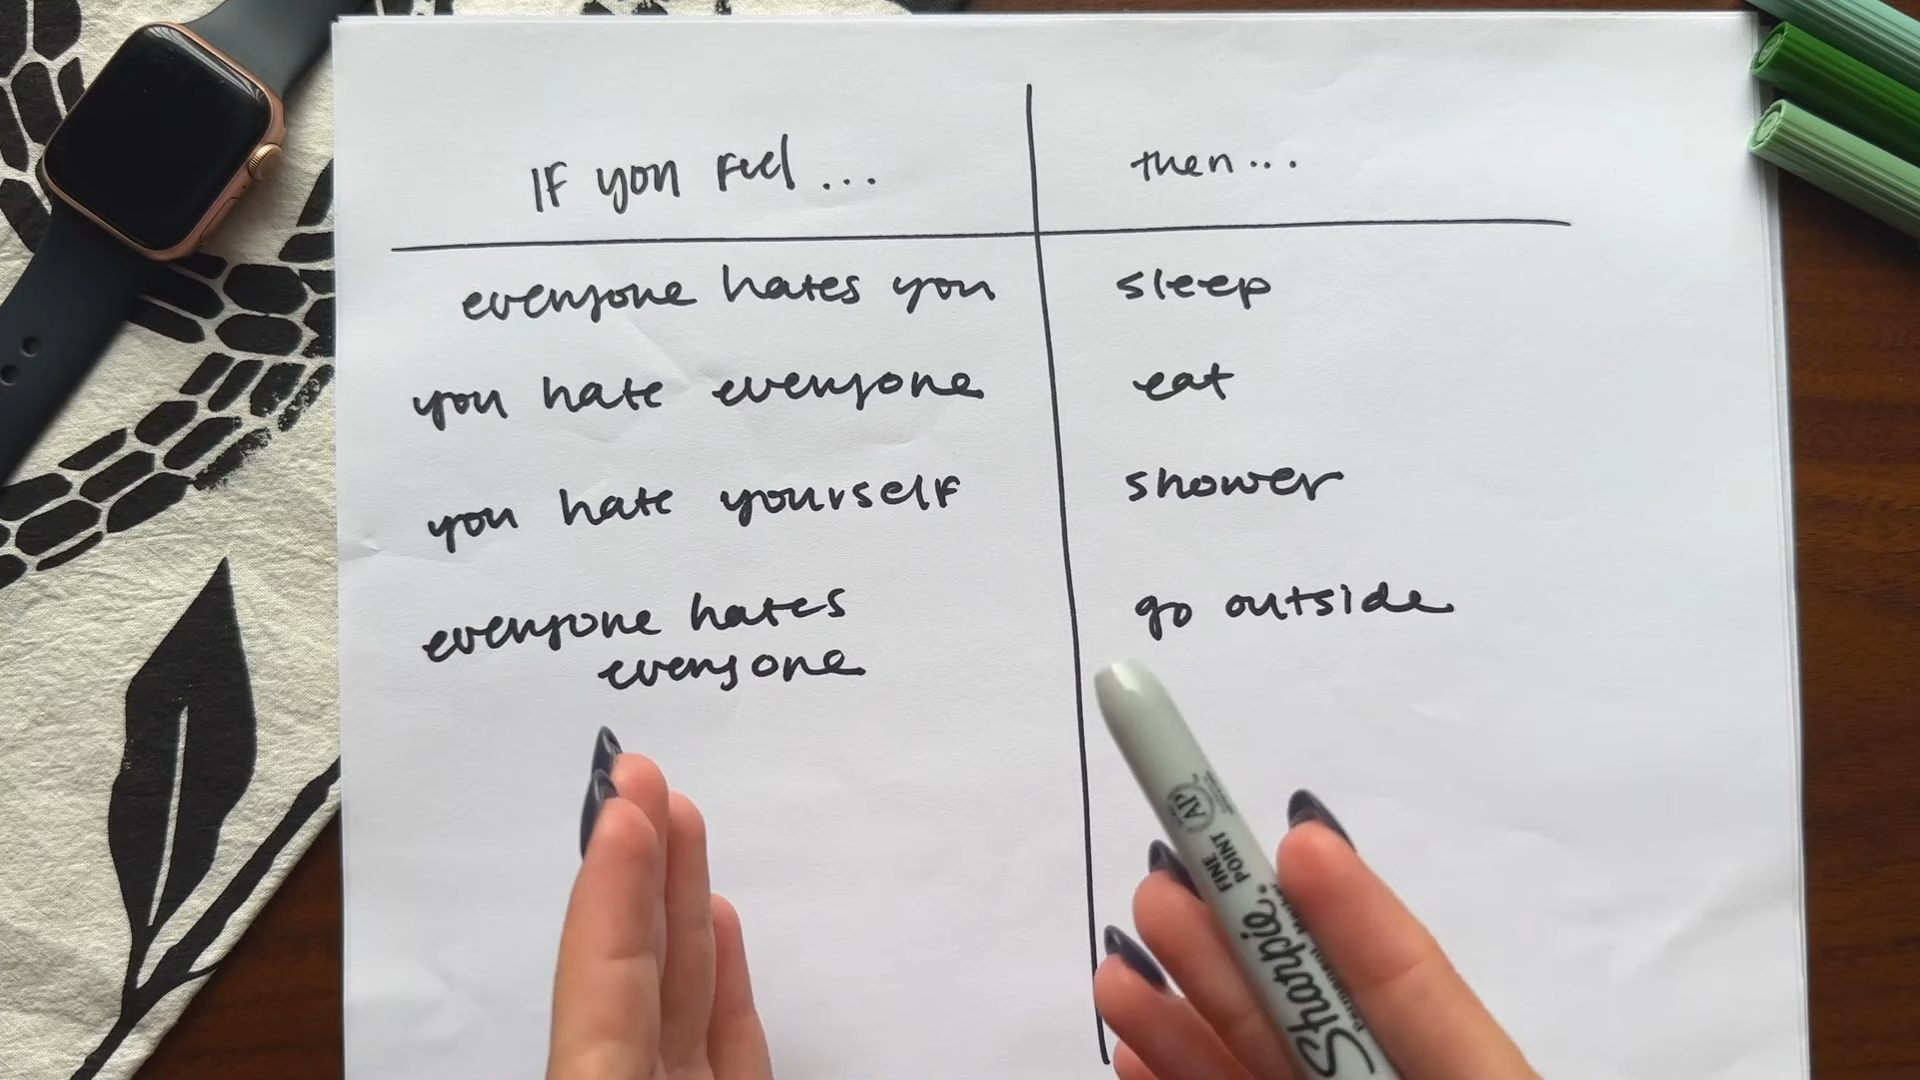 IF you Feel ...
then ...
everyone hates you
sleep
you hate everyone
eat
you hate yourself
shower
everyone hates
everyone
go outside
AP
FINE
POINT
Sharpie